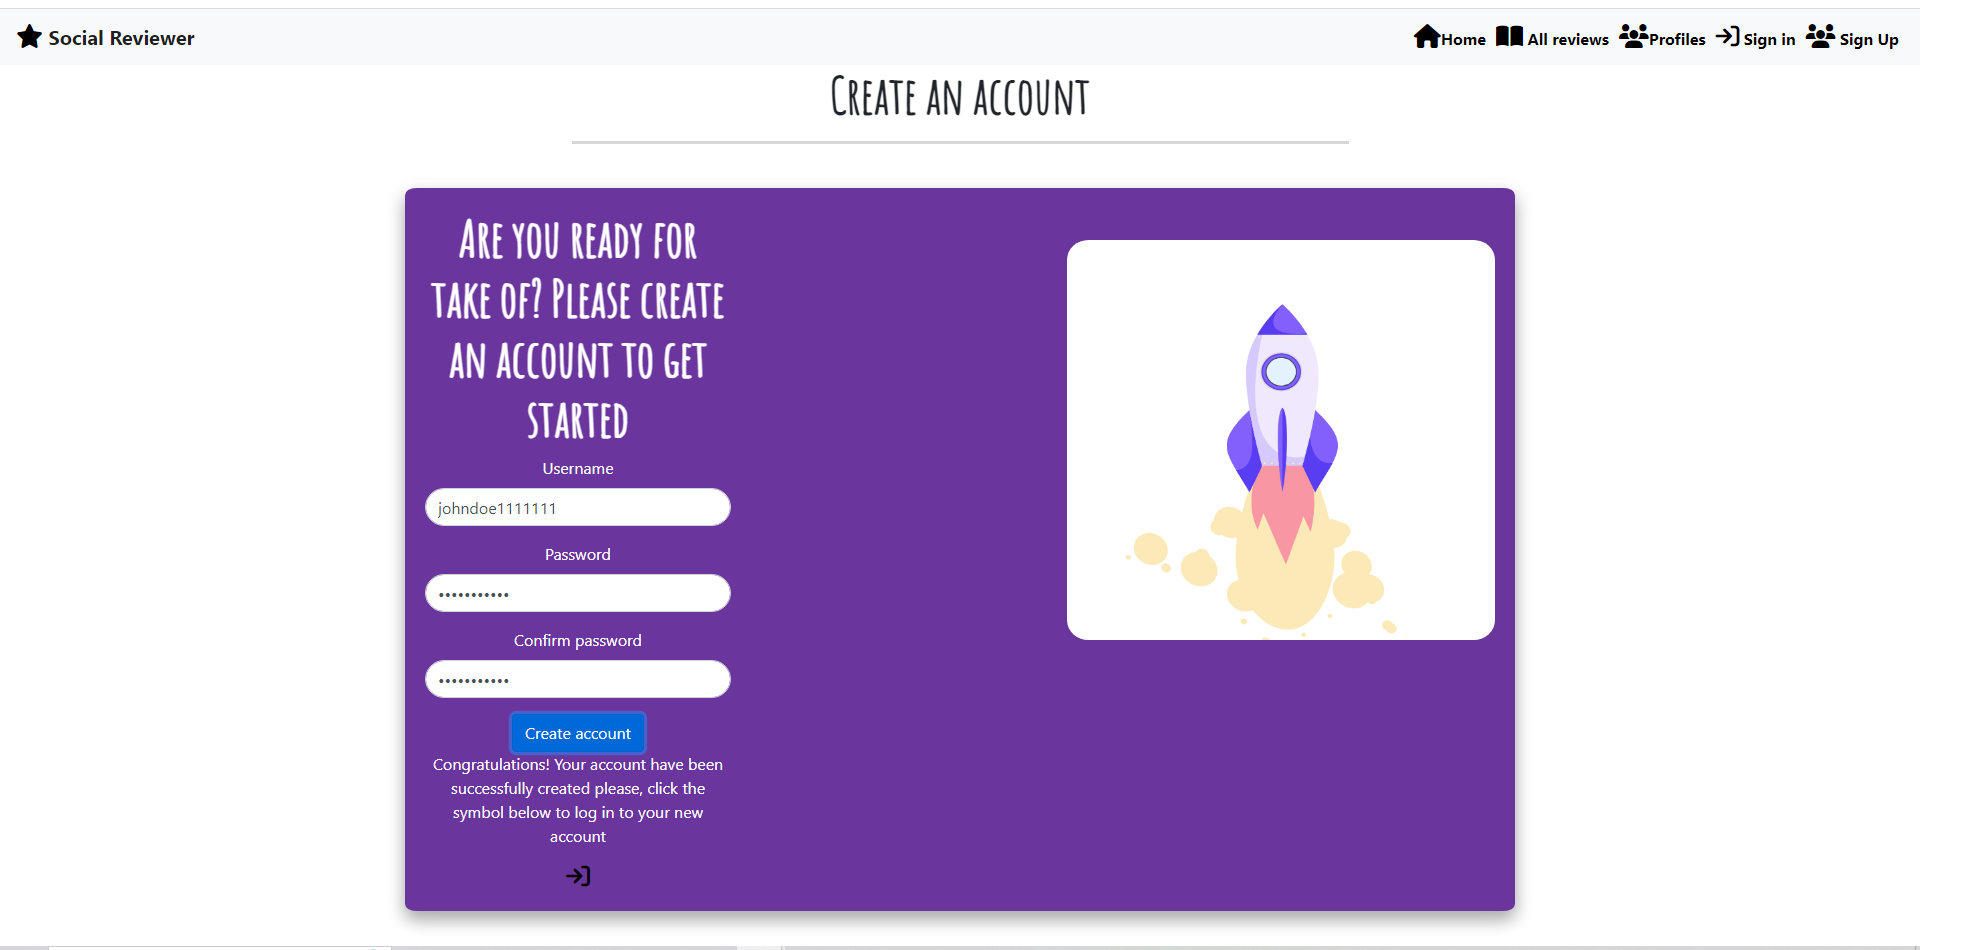 Social Reviewer
Home All reviews Profiles Sign in Sign Up
Create an account
Are you ready for
take of? Please create
an account to get
started
Username
johndoe1111111
Password
•••••••••••
Confirm password
•••••••••••
Create account
Congratulations! Your account have been
successfully created please, click the
symbol below to log in to your new
account